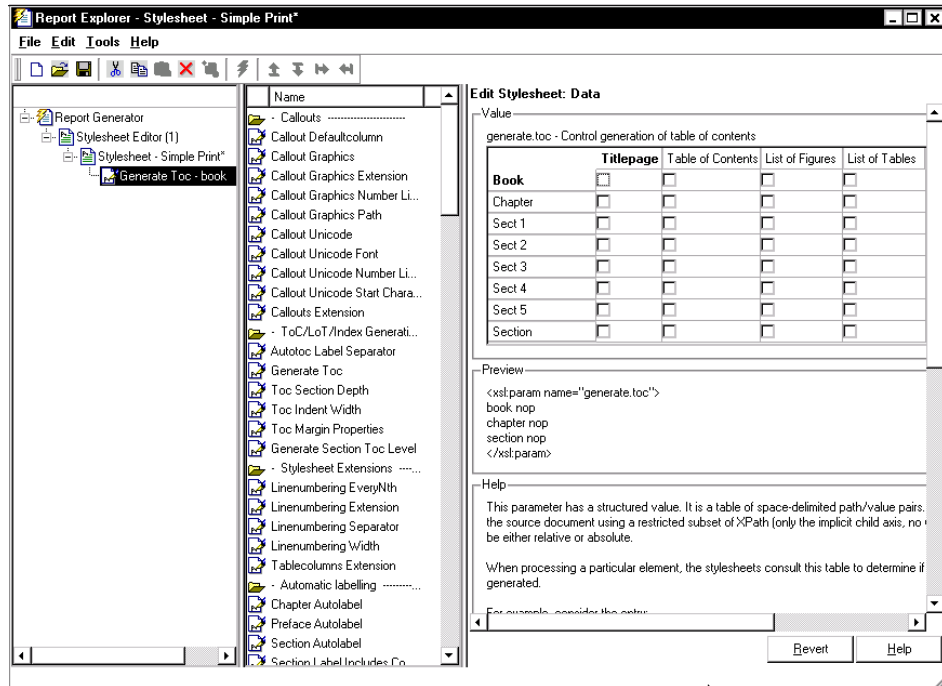 Report Explorer - Stylesheet - Simple Print*
File Edit Tools Help
Report Generator
Stylesheet Editor (1)
Stylesheet - Simple Print*
Generate Toc - book
Name
- Callouts ------------------------
Callout Defaultcolumn
Callout Graphics
Callout Graphics Extension
Callout Graphics Number Li...
Callout Graphics Path
Callout Unicode
Callout Unicode Font
Callout Unicode Number Li...
Callout Unicode Start Chara...
Callouts Extension
- ToC/LoT/Index Generati...
Autotoc Label Separator
Generate Toc
Toc Section Depth
Toc Indent Width
Toc Margin Properties
Generate Section Toc Level
- Stylesheet Extensions ----...
Linenumbering EveryNth
Linenumbering Extension
Linenumbering Separator
Linenumbering Width
Tablecolumns Extension
- Automatic labelling ---------...
Chapter Autolabel
Preface Autolabel
Section Autolabel
Section Label Includes Co...
Edit Stylesheet: Data
Value
generate.toc - Control generation of table of contents
Titlepage Table of Contents List of Figures List of Tables
Book
Chapter
Sect 1
Sect 2
Sect 3
Sect 4
Sect 5
Section
Preview
<xsl:param name="generate.toc">
book nop
chapter nop
section nop
</xsl:param>
Help
This parameter has a structured value. It is a table of space-delimited path/value pairs.
the source document using a restricted subset of XPath (only the implicit child axis, no
be either relative or absolute.
When processing a particular element, the stylesheets consult this table to determine if
generated.
For example, consider the entry:
Revert Help